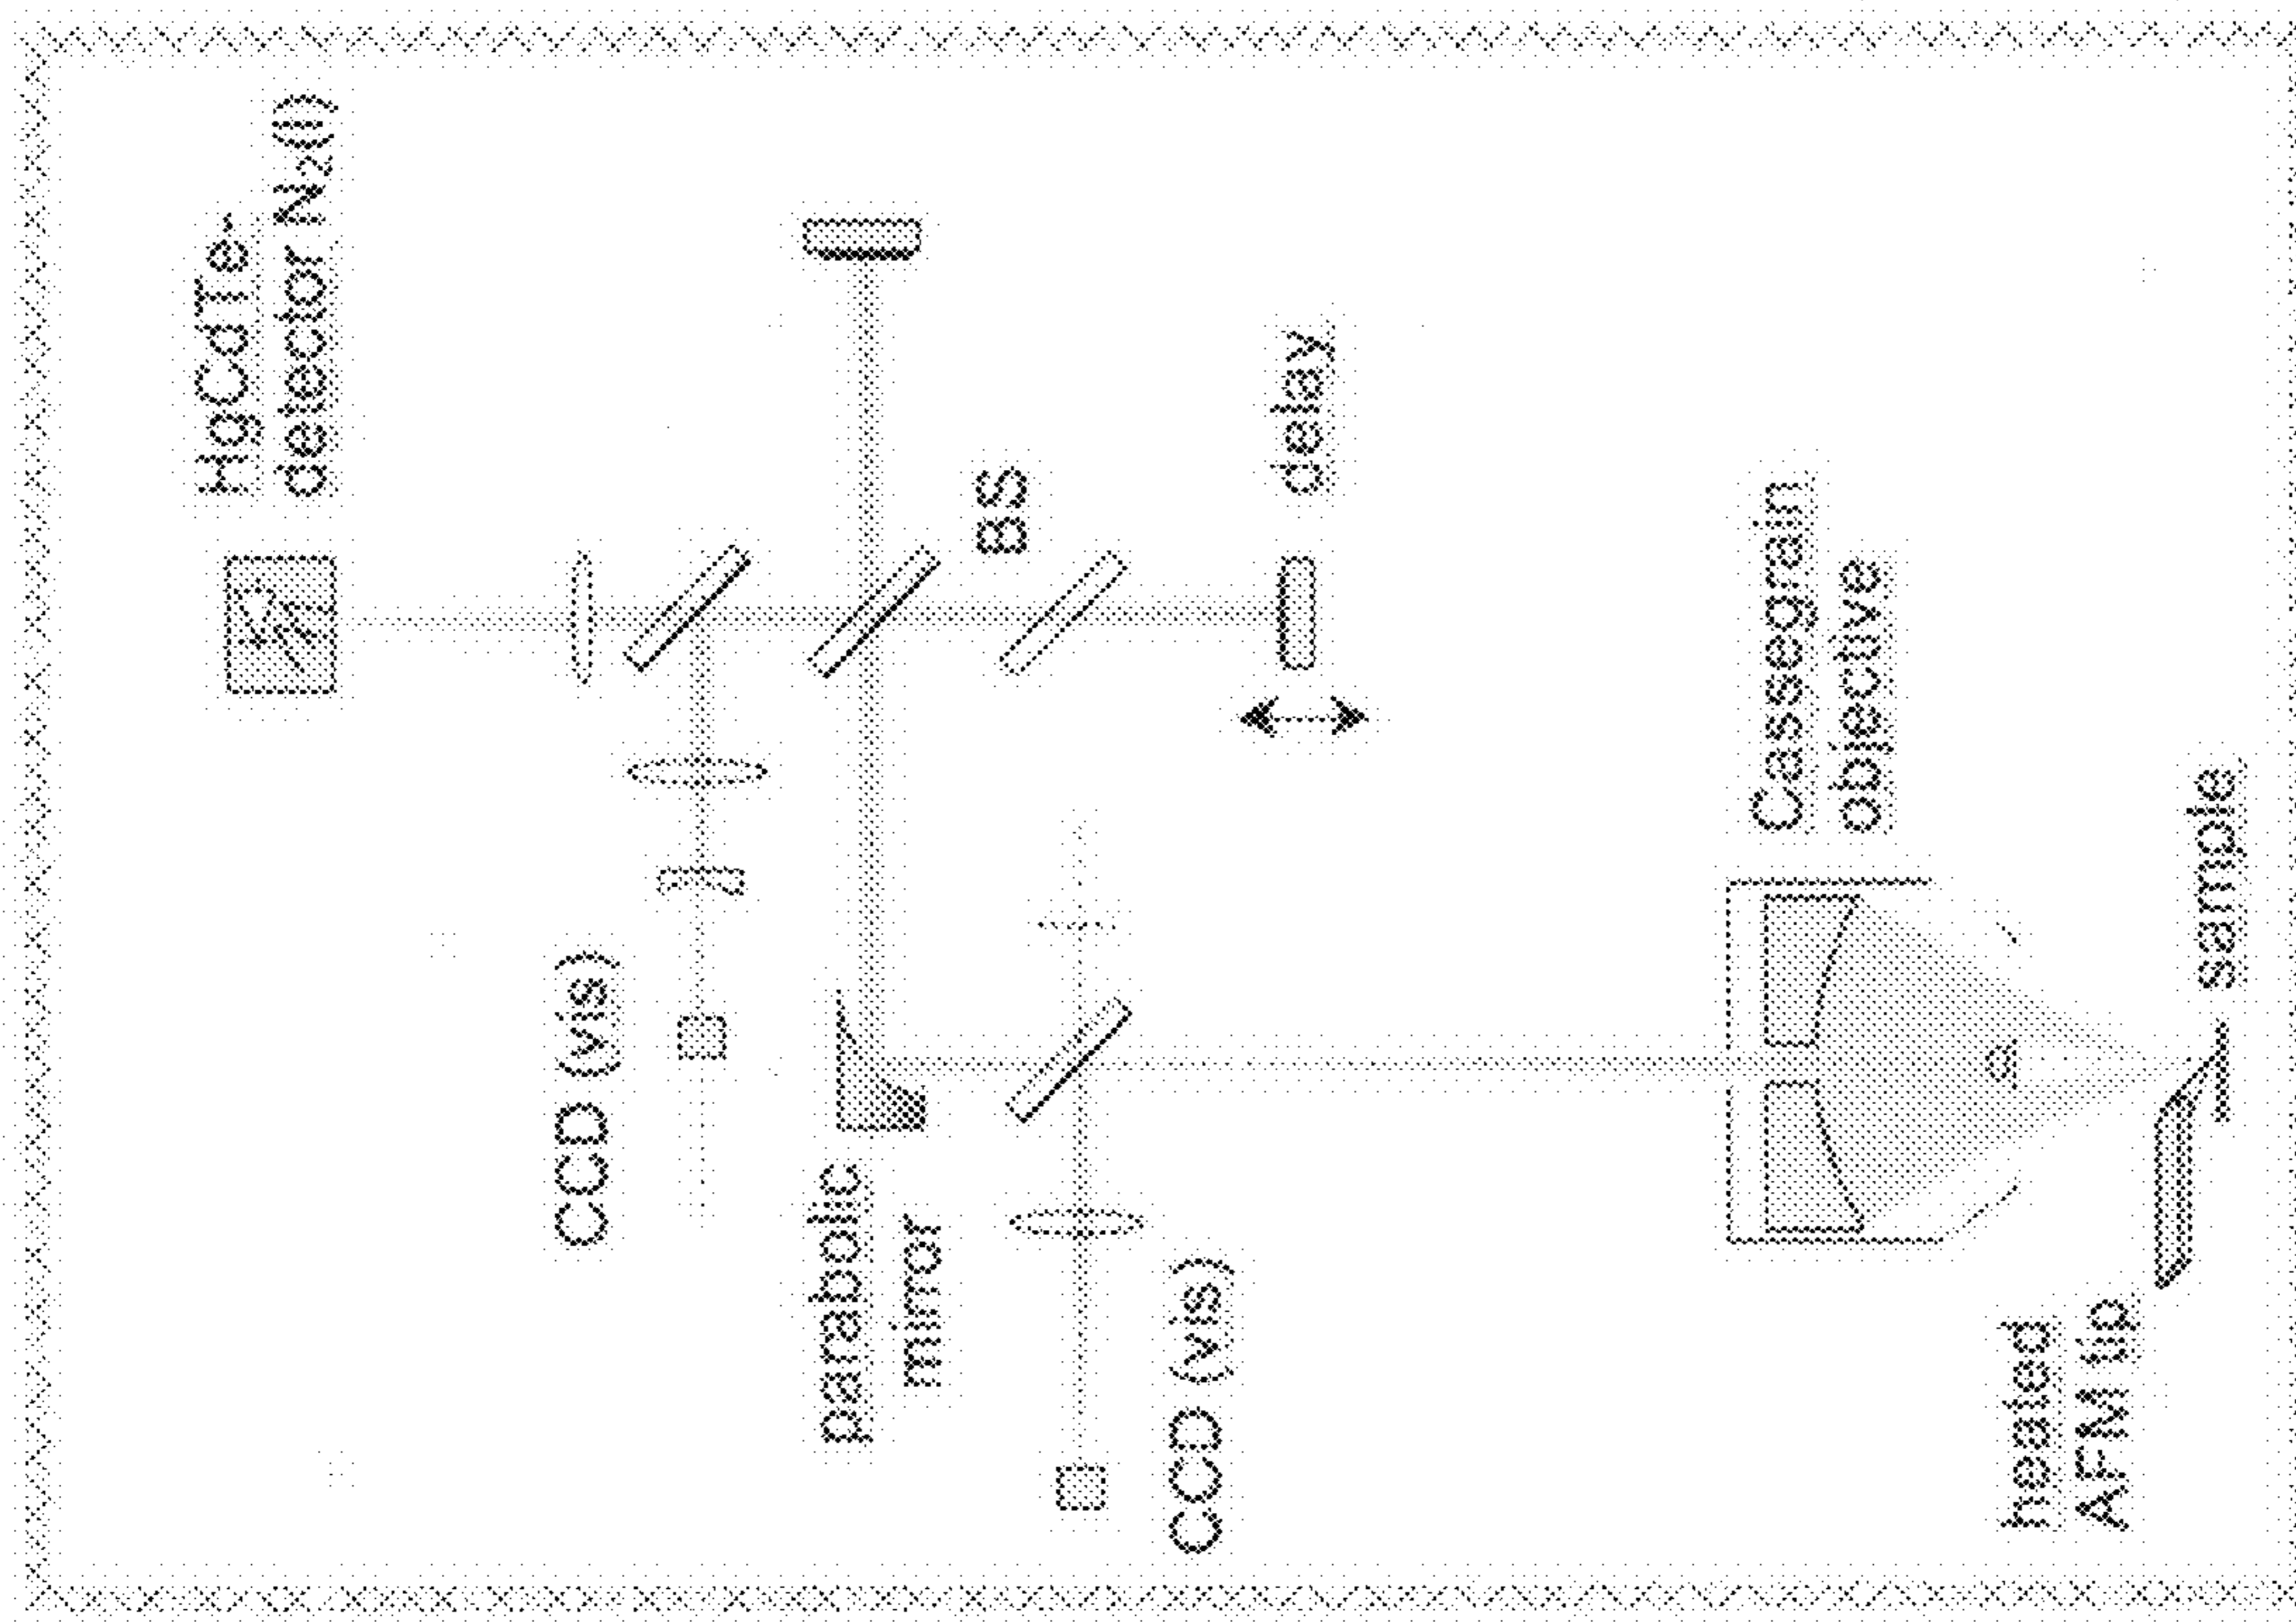 HgCdTe-
detector N₂(l)
BS
delay
CCD (vis)
parabolic
mirror
CCD (vis)
Cassegrain
objective
heated
AFM tip
sample